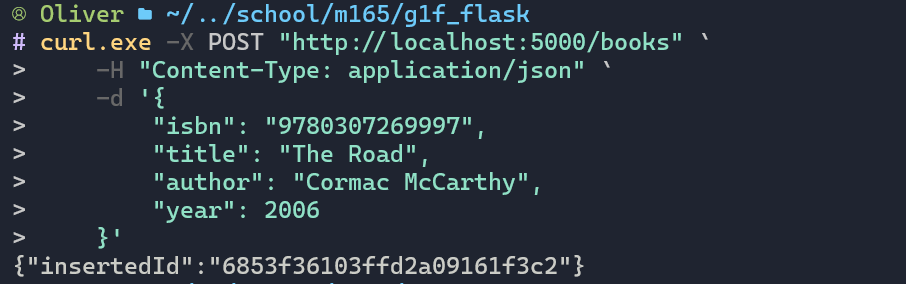 Oliver ~/../school/m165/g1f_flask
# curl.exe -X POST "http://localhost:5000/books" `
>     -H "Content-Type: application/json" `
>     -d '{
>         "isbn": "9780307269997",
>         "title": "The Road",
>         "author": "Cormac McCarthy",
>         "year": 2006
>     }'
{"insertedId":"6853f36103ffd2a09161f3c2"}